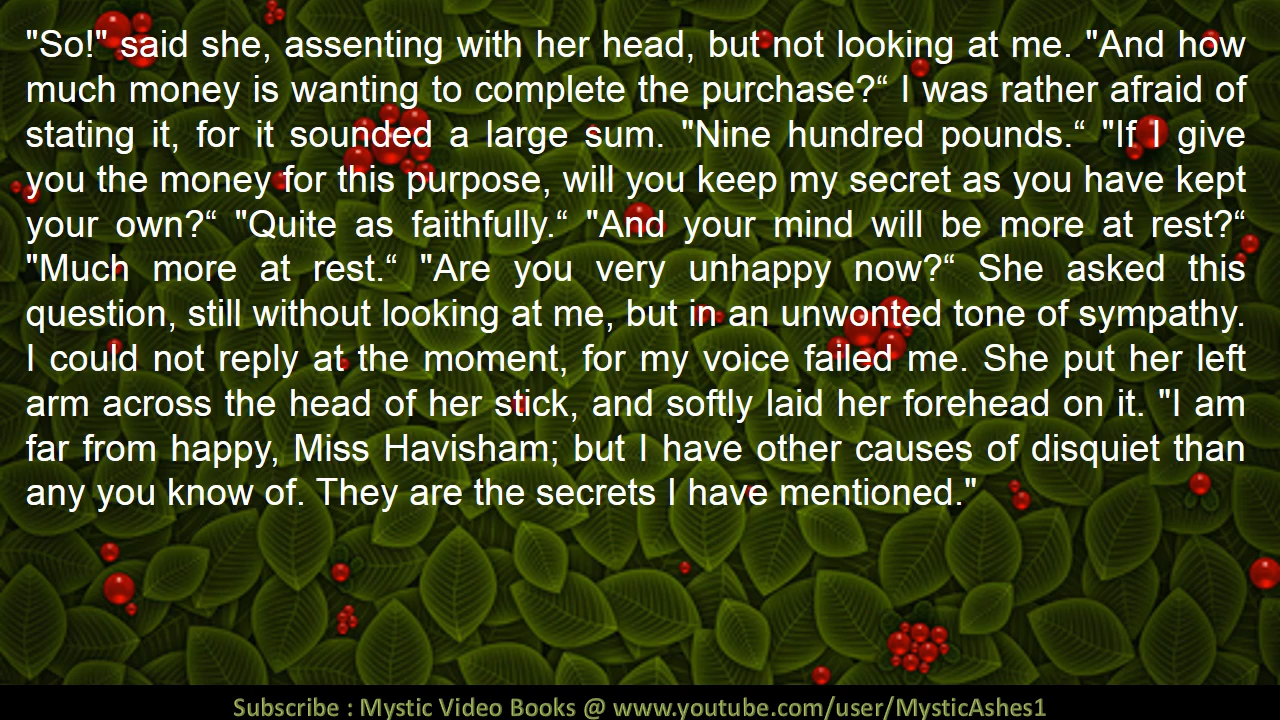 "So!" said she, assenting with her head, but not looking at me. "And how
much money is wanting to complete the purchase?“ I was rather afraid of
stating it, for it sounded a large sum. "Nine hundred pounds.“ "If I give
you the money for this purpose, will you keep my secret as you have kept
your own?“ "Quite as faithfully.“ "And your mind will be more at rest?“
"Much more at rest.“ "Are you very unhappy now?“ She asked this
question, still without looking at me, but in an unwonted tone of sympathy.
I could not reply at the moment, for my voice failed me. She put her left
arm across the head of her stick, and softly laid her forehead on it. "I am
far from happy, Miss Havisham; but I have other causes of disquiet than
any you know of. They are the secrets I have mentioned."
Subscribe : Mystic Video Books @ www.youtube.com/user/MysticAshes1